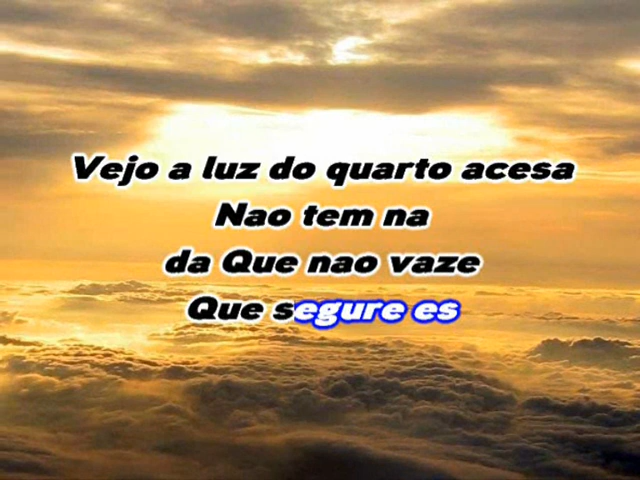 Vejo a luz do quarto acesa
Nao tem na
da Que nao vaze
Que segure es